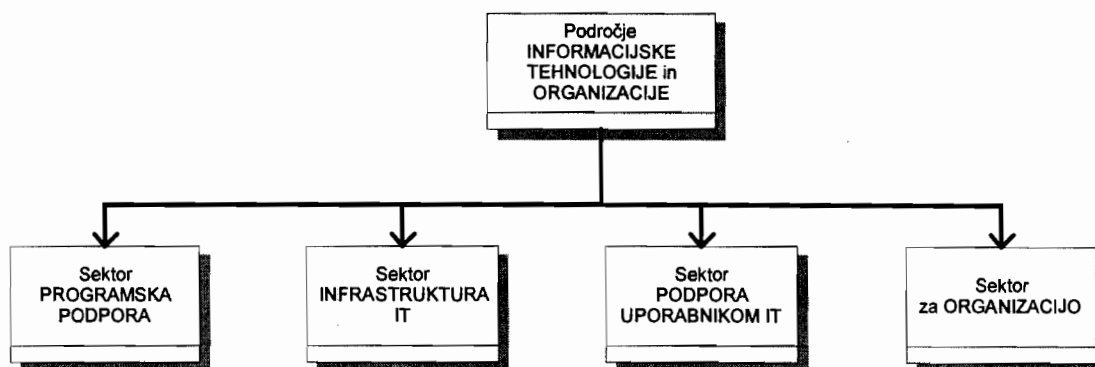 Področje
INFORMACIJSKE
TEHNOLOGIJE in
ORGANIZACIJE
Sektor
PROGRAMSKA
PODPORA
Sektor
INFRASTRUKTURA
IT
Sektor
PODPORA
UPORABNIKOM IT
Sektor
za ORGANIZACIJO